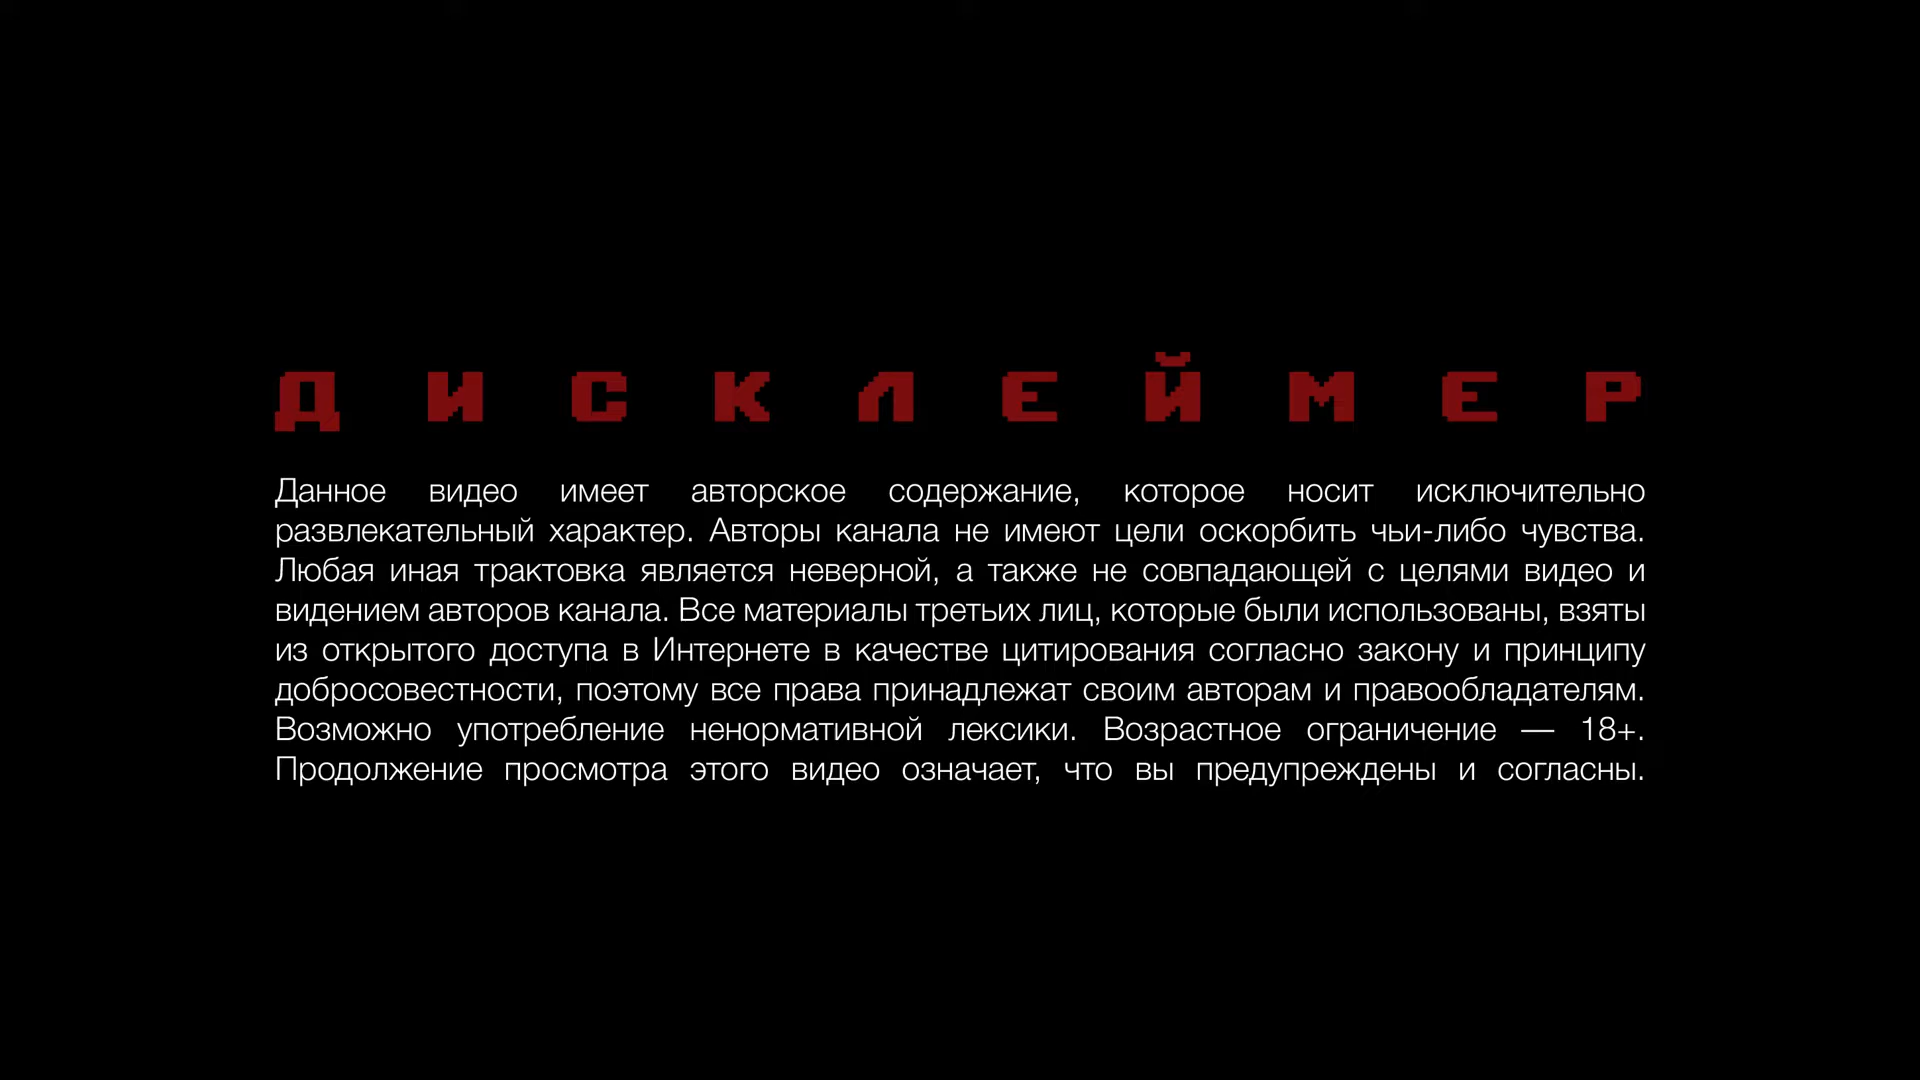 ДИСКЛЕЙМЕР
Данное видео имеет авторское содержание, которое носит исключительно
развлекательный характер. Авторы канала не имеют цели оскорбить чьи-либо чувства.
Любая иная трактовка является неверной, а также не совпадающей с целями видео и
видением авторов канала. Все материалы третьих лиц, которые были использованы, взяты
из открытого доступа в Интернете в качестве цитирования согласно закону и принципу
добросовестности, поэтому все права принадлежат своим авторам и правообладателям.
Возможно употребление ненормативной лексики. Возрастное ограничение — 18+.
Продолжение просмотра этого видео означает, что вы предупреждены и согласны.